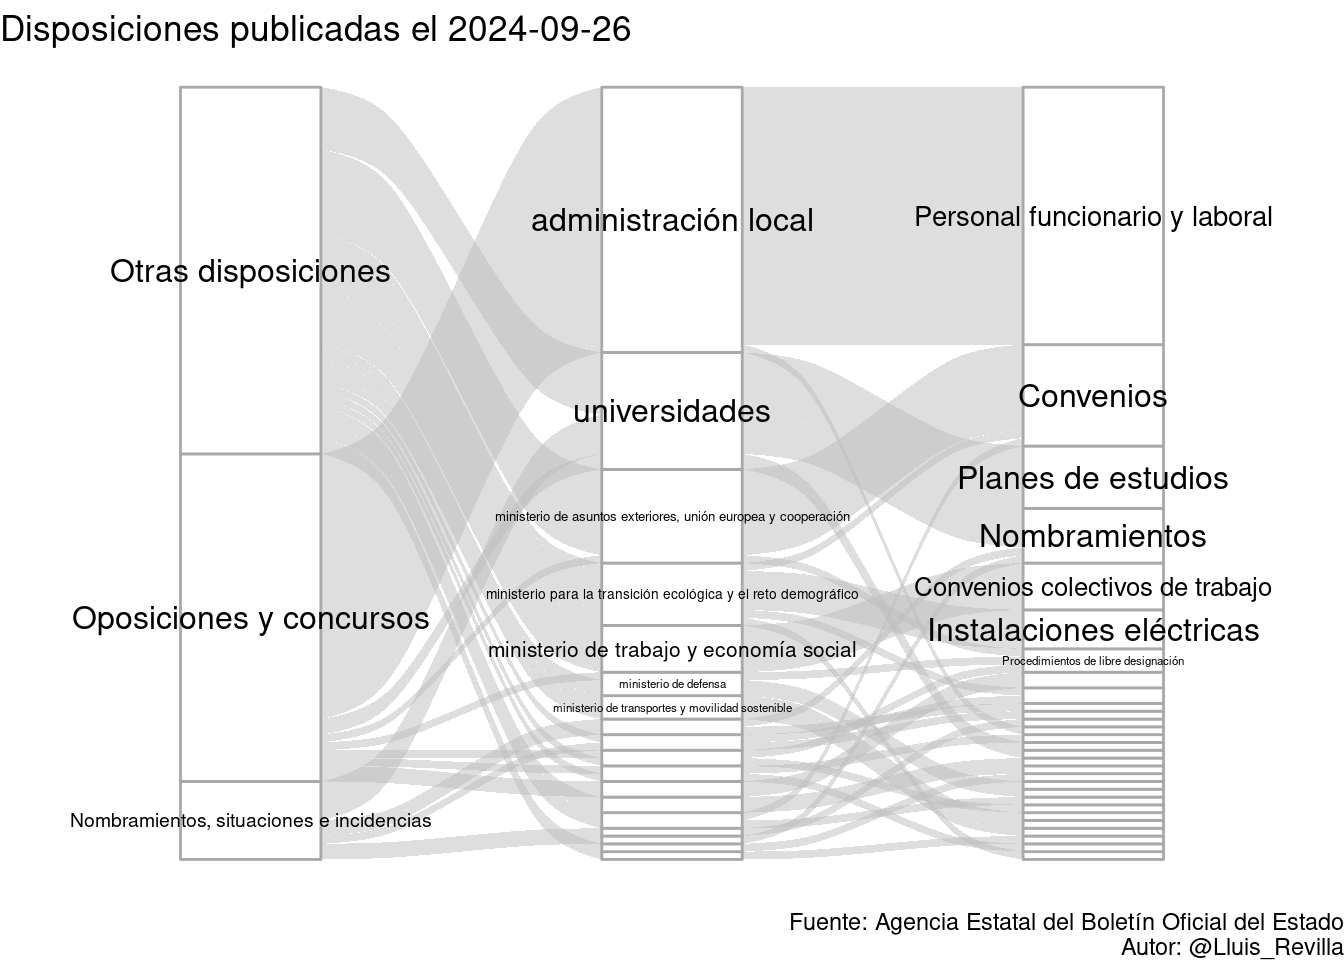 Disposiciones publicadas el 2024-09-26
Otras disposiciones
Oposiciones y concursos
Nombramientos, situaciones e incidencias
administración local
universidades
ministerio de asuntos exteriores, unión europea y cooperación
ministerio para la transición ecológica y el reto demográfico
ministerio de trabajo y economía social
ministerio de defensa
ministerio de transportes y movilidad sostenible
Personal funcionario y laboral
Convenios
Planes de estudios
Nombramientos
Convenios colectivos de trabajo
Instalaciones eléctricas
Procedimientos de libre designación
Fuente: Agencia Estatal del Boletín Oficial del Estado
Autor: @Lluis_Revilla